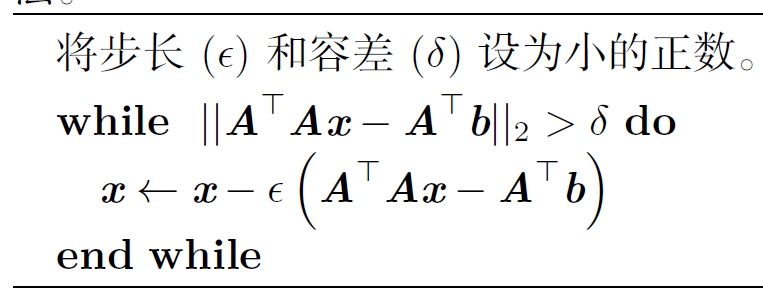 法。
将步长 (ϵ) 和容差 (δ) 设为小的正数。
while ||A⊤Ax − A⊤b||₂ > δ do
x ← x − ϵ (A⊤Ax − A⊤b)
end while